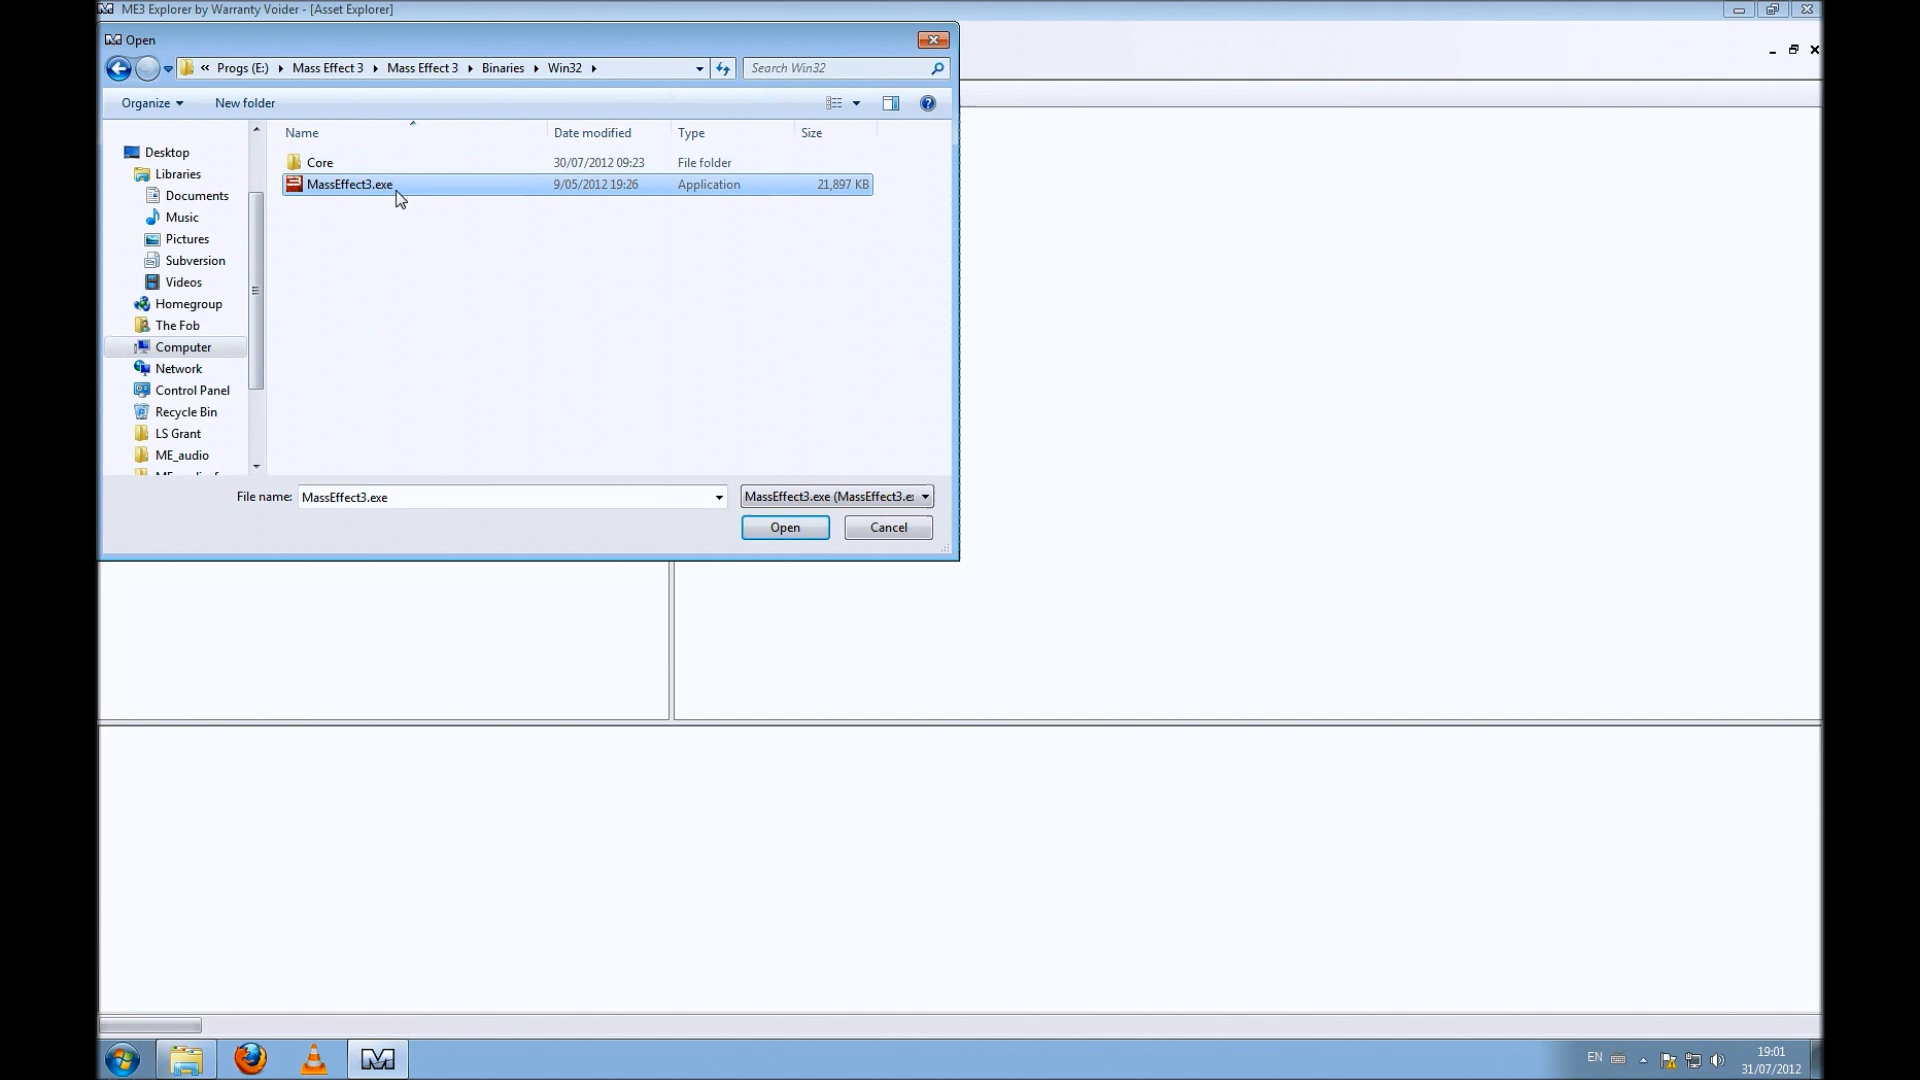 ME3 Explorer by Warranty Voider - [Asset Explorer]
Open
« Progs (E:) Mass Effect 3 Mass Effect 3 Binaries Win32 Search Win32
Organize New folder
Name Date modified Type Size
Core 30/07/2012 09:23 File folder
MassEffect3.exe 9/05/2012 19:26 Application 21,897 KB
Desktop
Libraries
Documents
Music
Pictures
Subversion
Videos
Homegroup
The Fob
Computer
Network
Control Panel
Recycle Bin
LS Grant
ME_audio
File name: MassEffect3.exe MassEffect3.exe (MassEffect3.e
Open Cancel
EN 19:01
31/07/2012